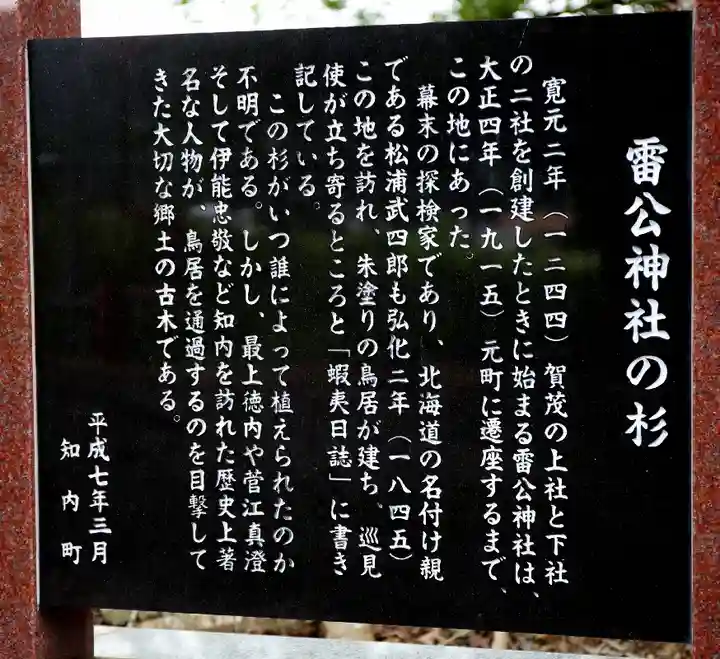 雷公神社の杉
寛元二年（一二四四）賀茂の上社と下社
の二社を創建したときに始まる雷公神社は、
大正四年（一九一五）元町に遷座するまで、
この地にあった。
幕末の探検家であり、北海道の名付け親
である松浦武四郎も弘化二年（一八四五）
この地を訪れ、朱塗りの鳥居が建ち、巡見
使が立ち寄るところと「蝦夷日誌」に書き
記している。
この杉がいつ誰によって植えられたのか
不明である。しかし、最上徳内や菅江真澄
そして伊能忠敬など知内を訪れた歴史上著
名な人物が、鳥居を通過するのを目撃して
きた大切な郷土の古木である。
平成七年三月
知内町